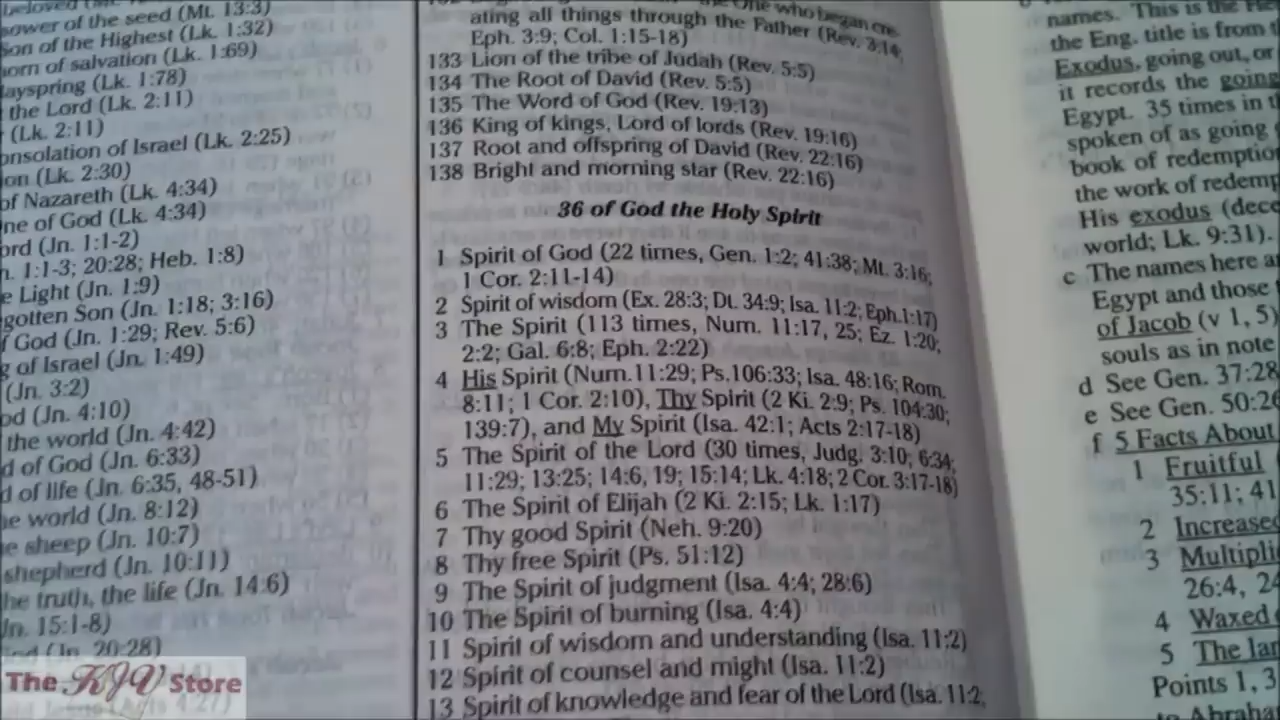 beloved
sower of the seed (Mt. 13:3)
Son of the Highest (Lk. 1:32)
horn of salvation (Lk. 1:69)
dayspring (Lk. 1:78)
the Lord (Lk. 2:11)
(Lk. 2:11)
onsolation of Israel (Lk. 2:25)
on (Lk. 2:30)
of Nazareth (Lk. 4:34)
ne of God (Lk. 4:34)
ord (Jn. 1:1-2)
n. 1:1-3; 20:28; Heb. 1:8)
e Light (Jn. 1:9)
gotten Son (Jn. 1:18; 3:16)
f God (Jn. 1:29; Rev. 5:6)
g of Israel (Jn. 1:49)
(Jn. 3:2)
od (Jn. 4:10)
the world (Jn. 4:42)
d of God (Jn. 6:33)
d of life (Jn. 6:35, 48-51)
he world (Jn. 8:12)
e sheep (Jn. 10:7)
shepherd (Jn. 10:11)
he truth, the life (Jn. 14:6)
Jn. 15:1-8)
(Jn. 20:28)
The KJV Store
the One who began cre-
ating all things through the Father (Rev. 3:14;
Eph. 3:9; Col. 1:15-18)
133 Lion of the tribe of Judah (Rev. 5:5)
134 The Root of David (Rev. 5:5)
135 The Word of God (Rev. 19:13)
136 King of kings, Lord of lords (Rev. 19:16)
137 Root and offspring of David (Rev. 22:16)
138 Bright and morning star (Rev. 22:16)
36 of God the Holy Spirit
1 Spirit of God (22 times, Gen. 1:2; 41:38; Mt. 3:16;
1 Cor. 2:11-14)
2 Spirit of wisdom (Ex. 28:3; Dt. 34:9; Isa. 11:2; Eph.1:17)
3 The Spirit (113 times, Num. 11:17, 25; Ez. 1:20;
2:2; Gal. 6:8; Eph. 2:22)
4 His Spirit (Num.11:29; Ps.106:33; Isa. 48:16; Rom.
8:11; 1 Cor. 2:10), Thy Spirit (2 Ki. 2:9; Ps. 104:30;
139:7), and My Spirit (Isa. 42:1; Acts 2:17-18)
5 The Spirit of the Lord (30 times, Judg. 3:10; 6:34;
11:29; 13:25; 14:6, 19; 15:14; Lk. 4:18; 2 Cor. 3:17-18)
6 The Spirit of Elijah (2 Ki. 2:15; Lk. 1:17)
7 Thy good Spirit (Neh. 9:20)
8 Thy free Spirit (Ps. 51:12)
9 The Spirit of judgment (Isa. 4:4; 28:6)
10 The Spirit of burning (Isa. 4:4)
11 Spirit of wisdom and understanding (Isa. 11:2)
12 Spirit of counsel and might (Isa. 11:2)
13 Spirit of knowledge and fear of the Lord (Isa. 11:2;
names. This is the He
the Eng. title is from t
Exodus, going out, or
it records the going
Egypt. 35 times in t
spoken of as going
book of redemptio
the work of redemp
His exodus (dece
world; Lk. 9:31).
c The names here a
Egypt and those
of Jacob (v 1, 5)
souls as in note
d See Gen. 37:28
e See Gen. 50:26
f 5 Facts About
1 Fruitful
35:11; 41
2 Increased
3 Multipli
26:4, 24
4 Waxed
5 The lan
Points 1, 3
to Abraha